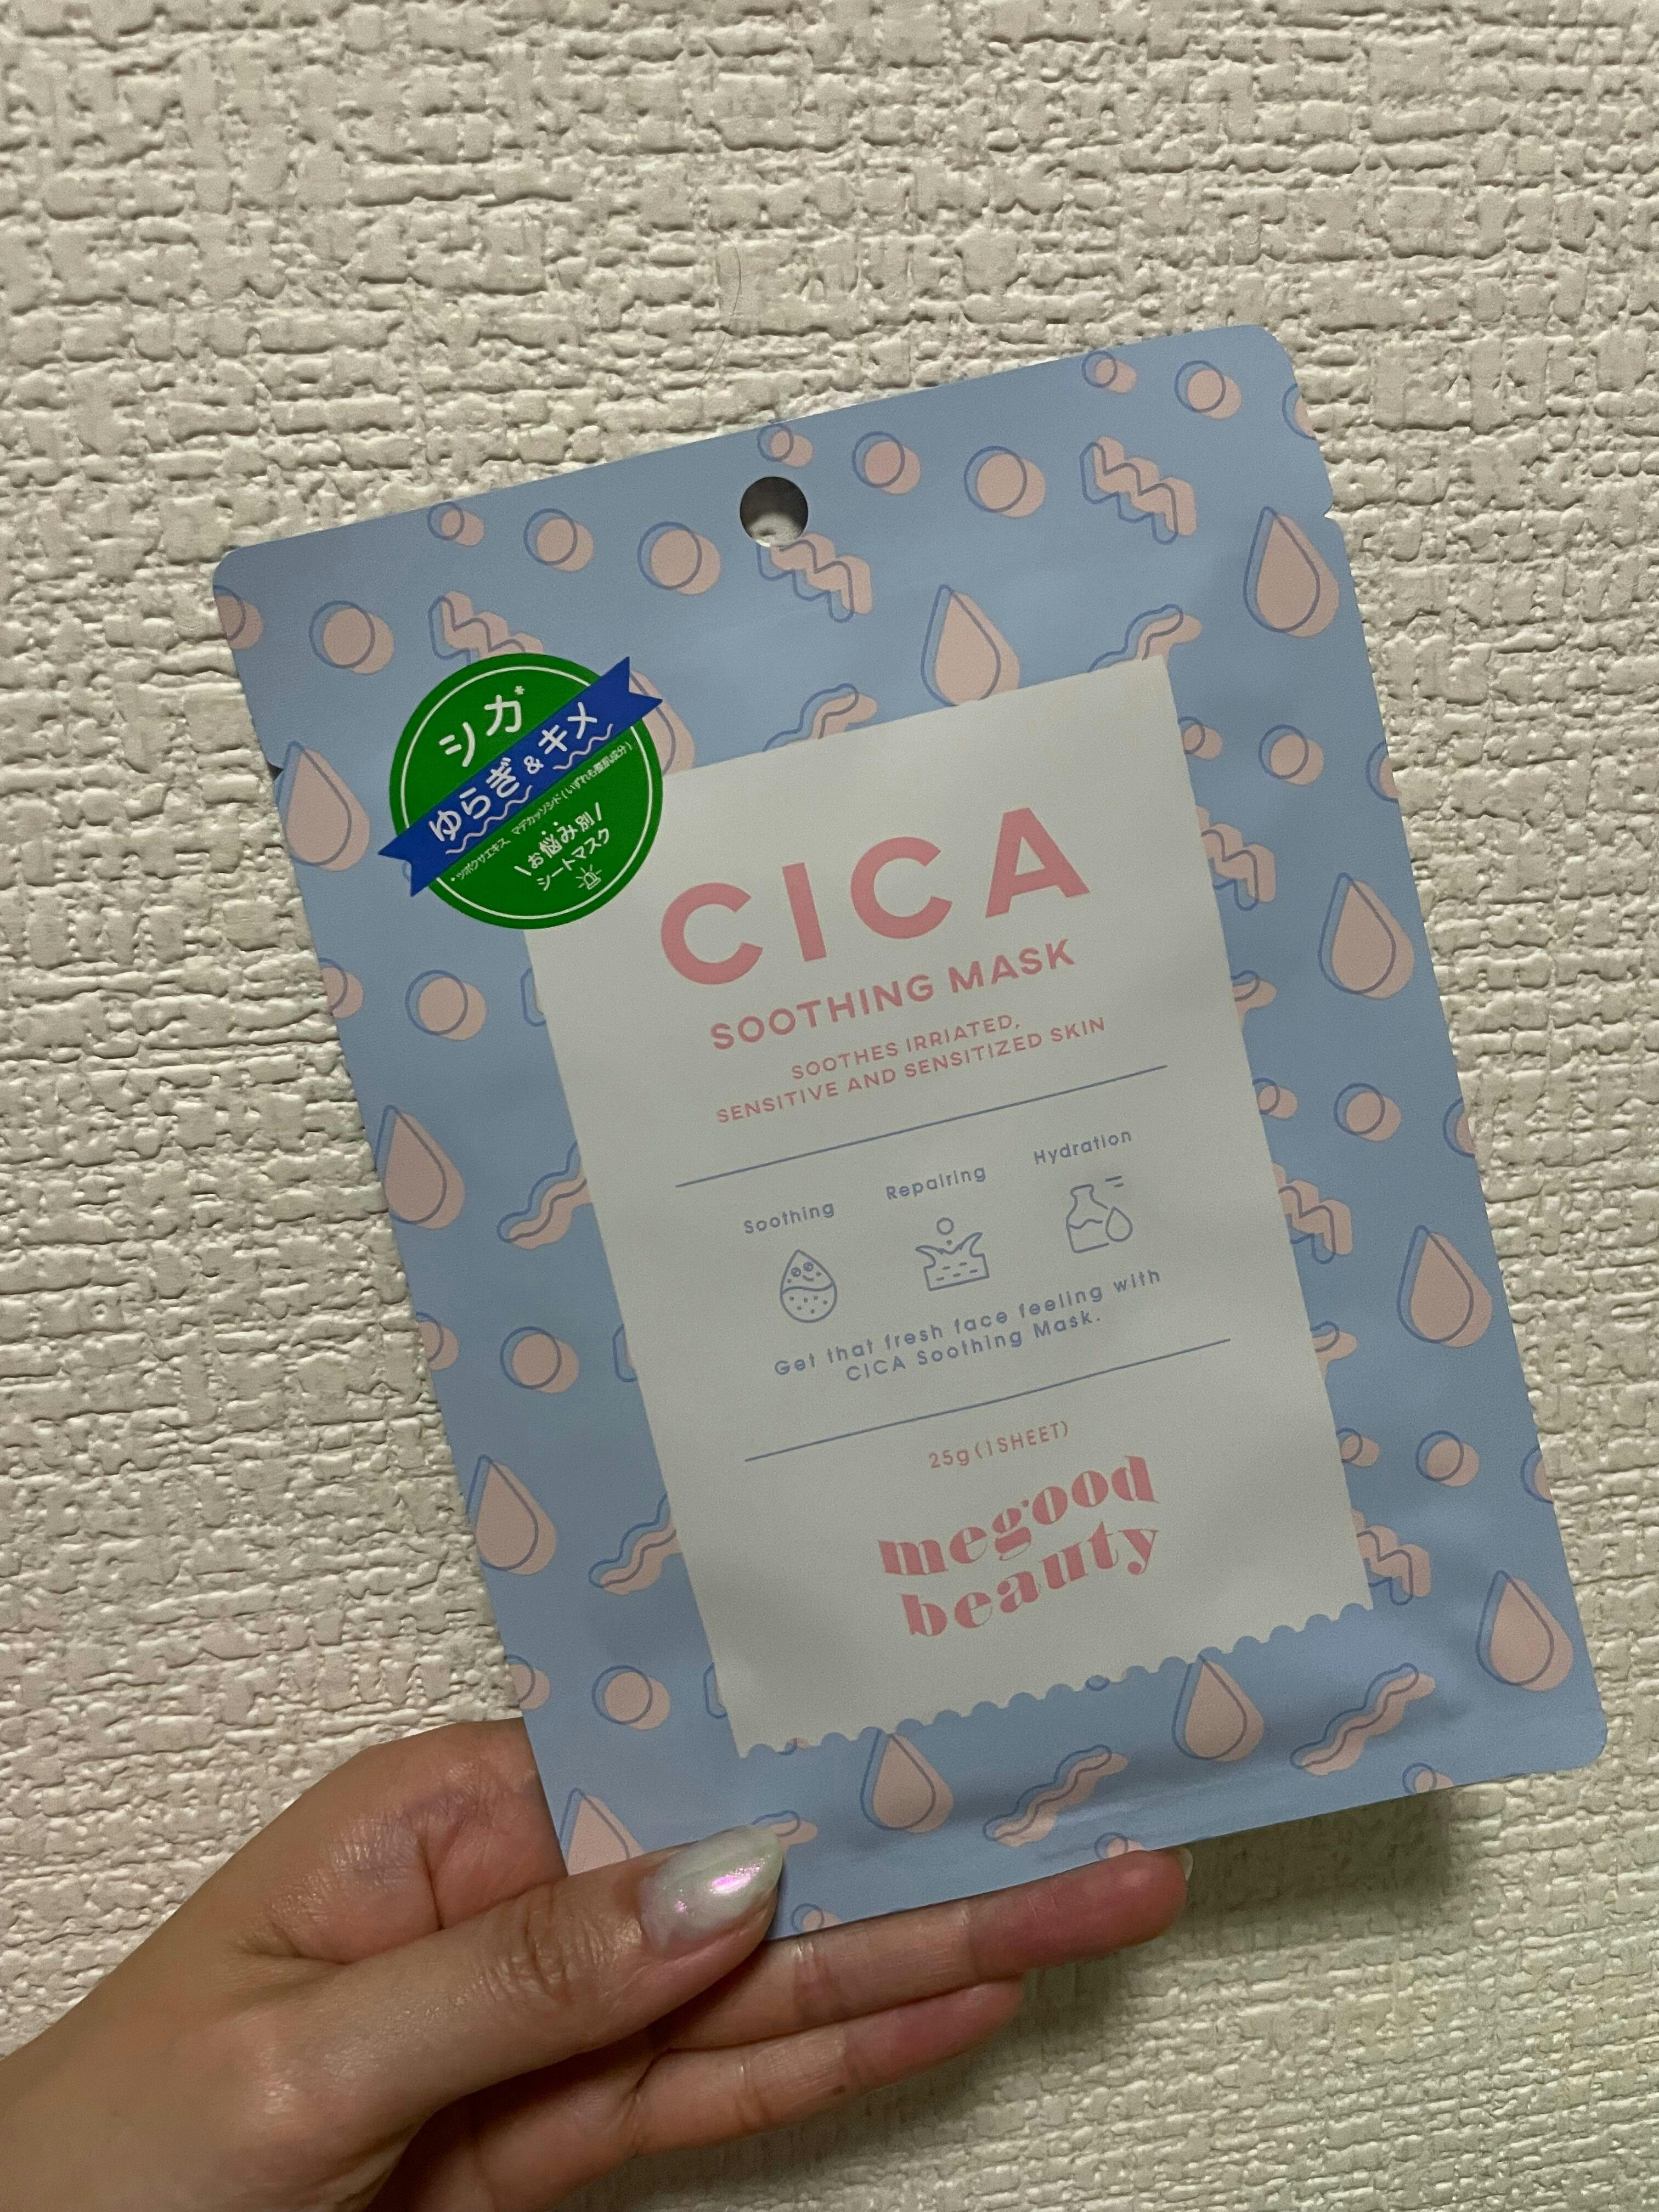 シカ*
ゆらぎ&キメ
*ツボクサエキス、マデカッソシド(いずれも整肌成分)
\お悩み別/
シートマスク
CICA
SOOTHING MASK
SOOTHES IRRIATED,
SENSITIVE AND SENSITIZED SKIN
Soothing Repairing Hydration
Get that fresh face feeling with
CICA Soothing Mask.
25g(1SHEET)
megood
beauty